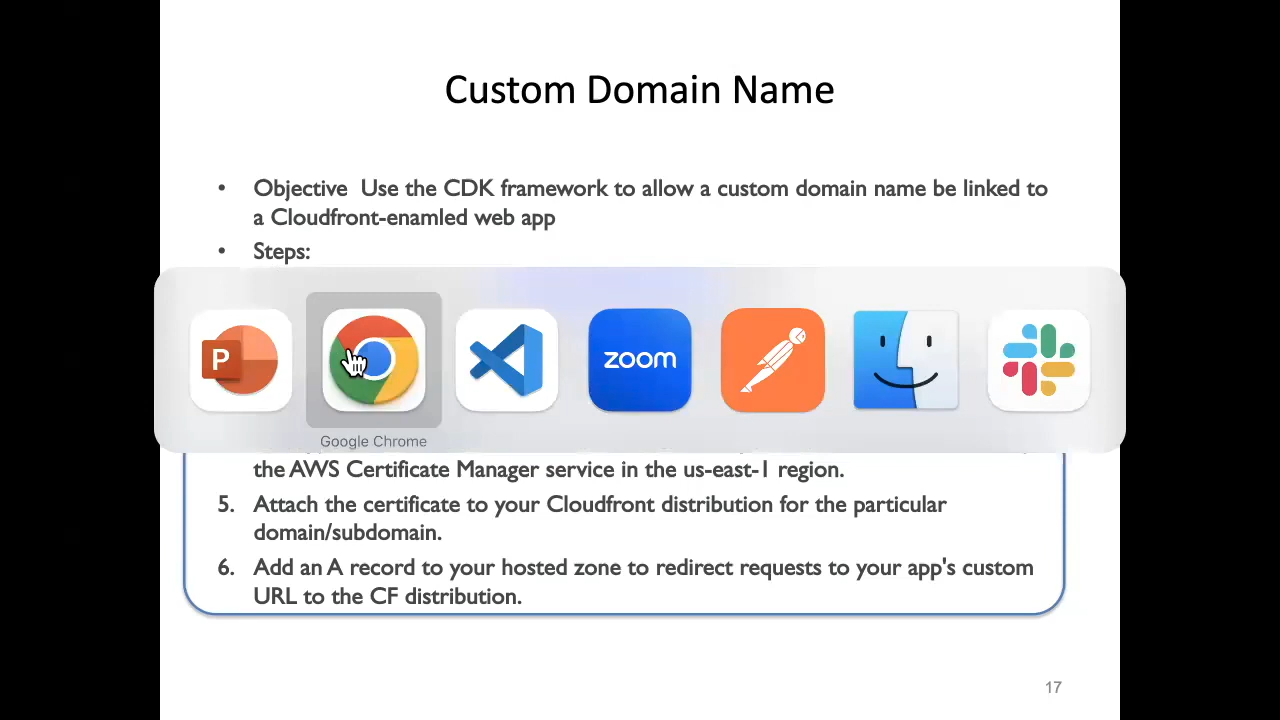 Custom Domain Name
• Objective  Use the CDK framework to allow a custom domain name be linked to
a Cloudfront-enamled web app
• Steps:
P
zoom
Google Chrome
the AWS Certificate Manager service in the us-east-1 region.
5. Attach the certificate to your Cloudfront distribution for the particular
domain/subdomain.
6. Add an A record to your hosted zone to redirect requests to your app's custom
URL to the CF distribution.
17